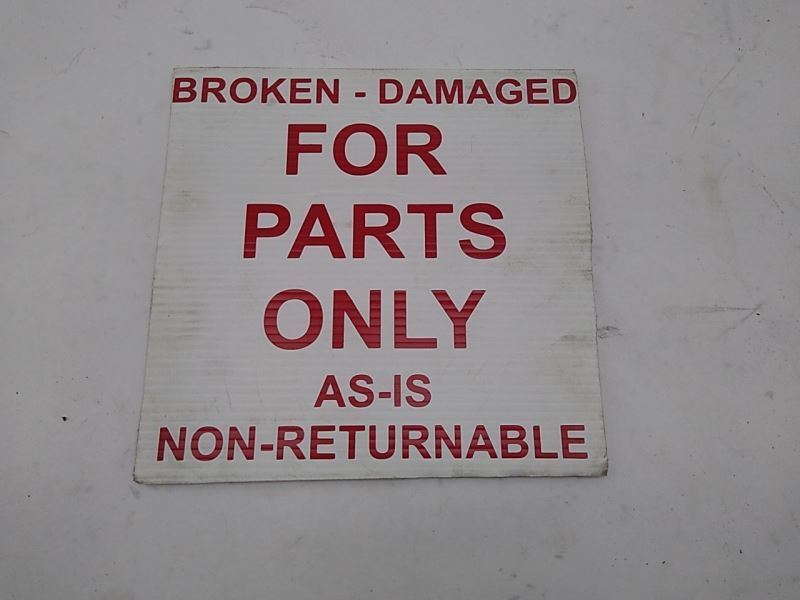 BROKEN - DAMAGED
FOR
PARTS
ONLY
AS-IS
NON-RETURNABLE